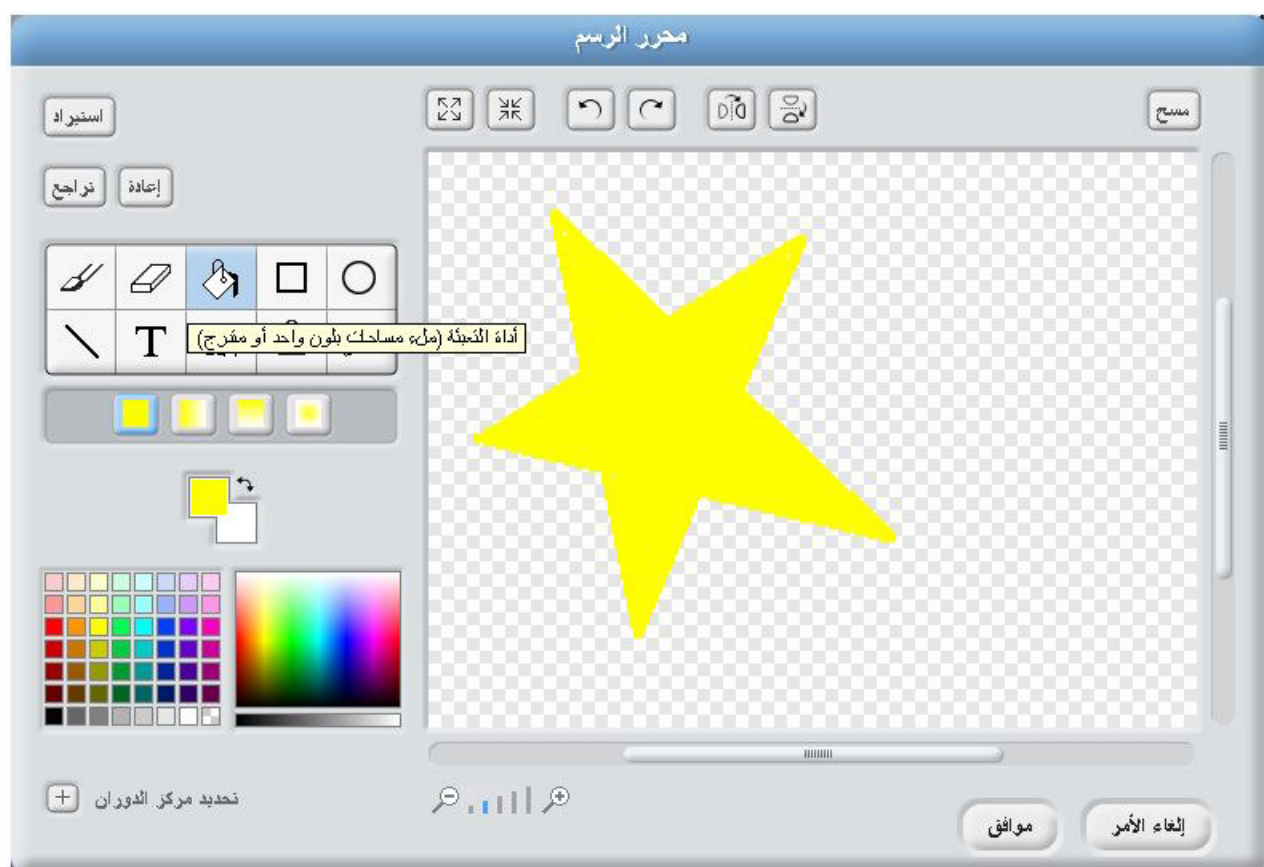 محرر الرسم
استيراد
مسح
تراجع
إعادة
T
أداة التعبئة (ملء مساحات بلون واحد أو متدرج)
تحديد مركز الدوران
موافق
إلغاء الأمر